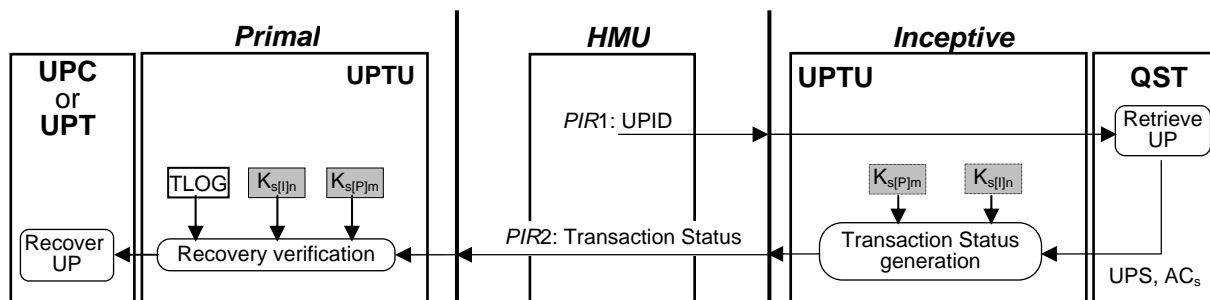 Primal
HMU
Inceptive
UPC
or
UPT
UPTU
UPTU
QST
PIR1: UPID
Retrieve
UP
TLOG
Ks[I]n
Ks[P]m
Ks[P]m
Ks[I]n
Recover
UP
Recovery verification
PIR2: Transaction Status
Transaction Status
generation
UPS, ACs